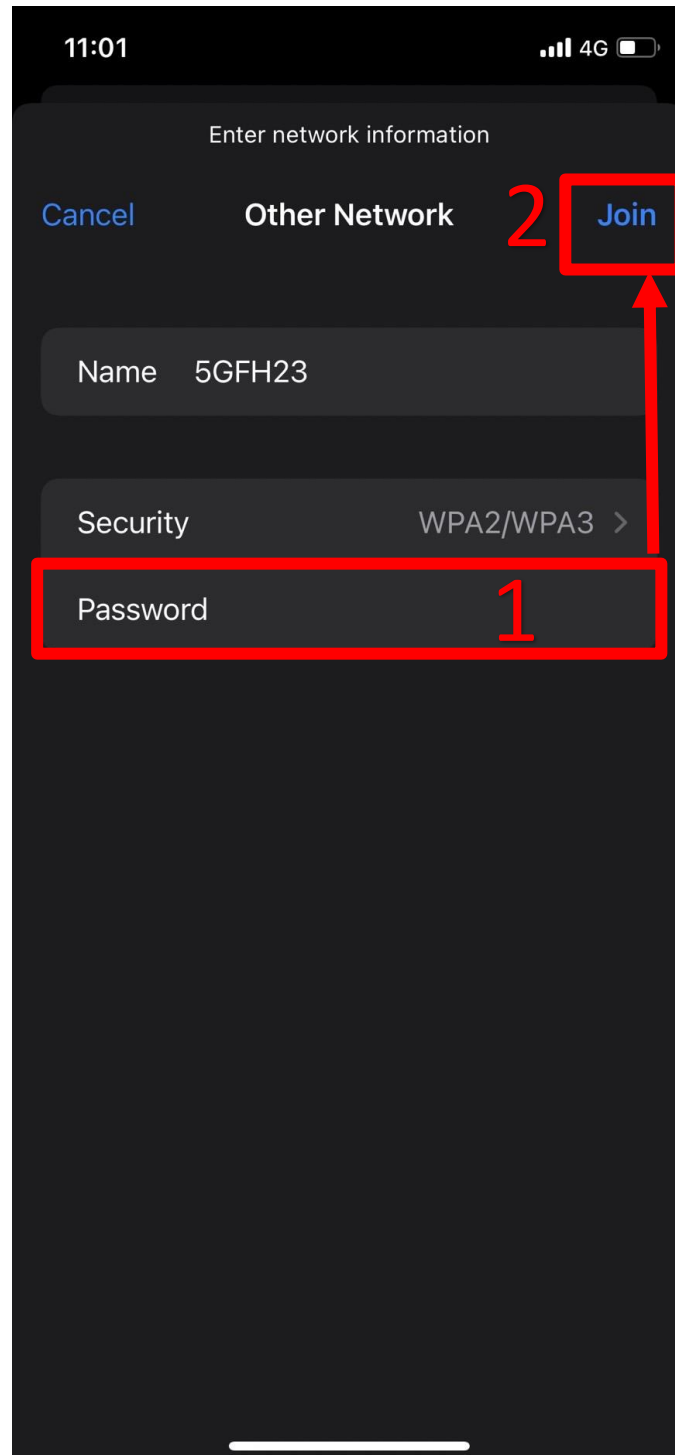 11:01 4G
Enter network information
Cancel Other Network 2 Join
Name 5GFH23
Security WPA2/WPA3 >
Password 1